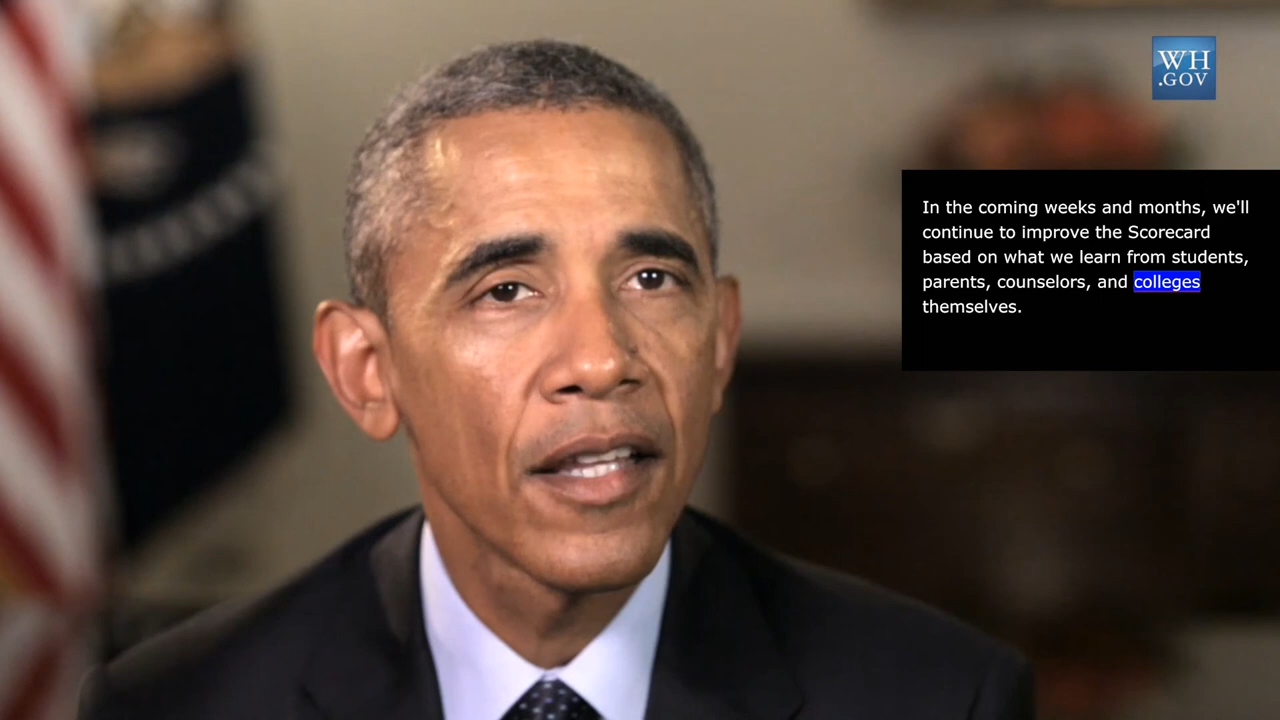 WH
.GOV
In the coming weeks and months, we'll
continue to improve the Scorecard
based on what we learn from students,
parents, counselors, and colleges
themselves.